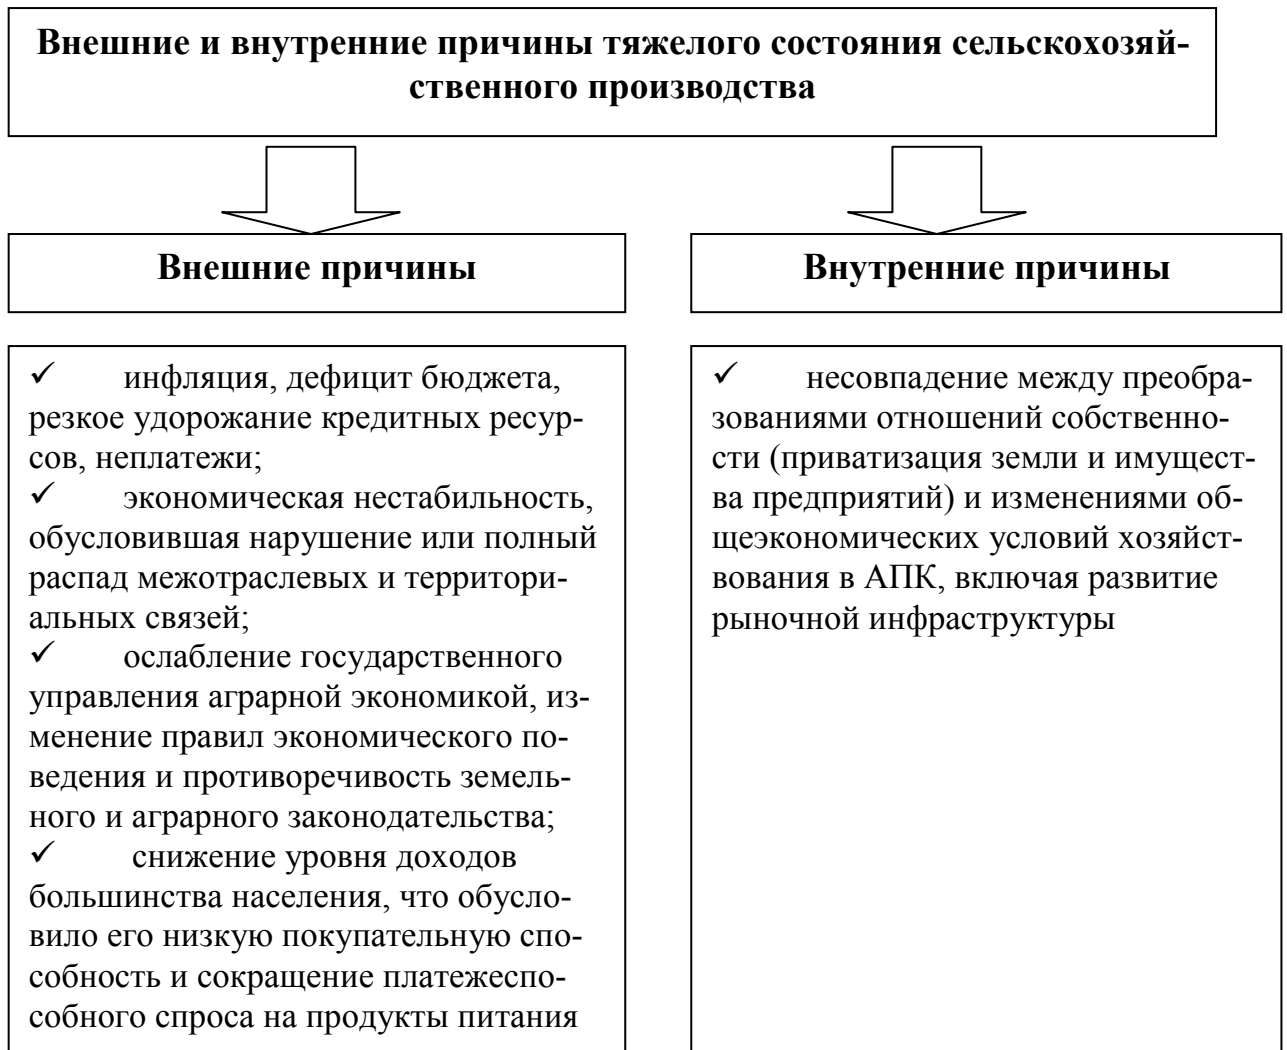 Внешние и внутренние причины тяжелого состояния сельскохозяй-
ственного производства
Внешние причины
✓ инфляция, дефицит бюджета,
резкое удорожание кредитных ресур-
сов, неплатежи;
✓ экономическая нестабильность,
обусловившая нарушение или полный
распад межотраслевых и территори-
альных связей;
✓ ослабление государственного
управления аграрной экономикой, из-
менение правил экономического по-
ведения и противоречивость земель-
ного и аграрного законодательства;
✓ снижение уровня доходов
большинства населения, что обусло-
вило его низкую покупательную спо-
собность и сокращение платежеспо-
собного спроса на продукты питания
Внутренние причины
✓ несовпадение между преобра-
зованиями отношений собственно-
сти (приватизация земли и имущест-
ва предприятий) и изменениями об-
щеэкономических условий хозяйст-
вования в АПК, включая развитие
рыночной инфраструктуры